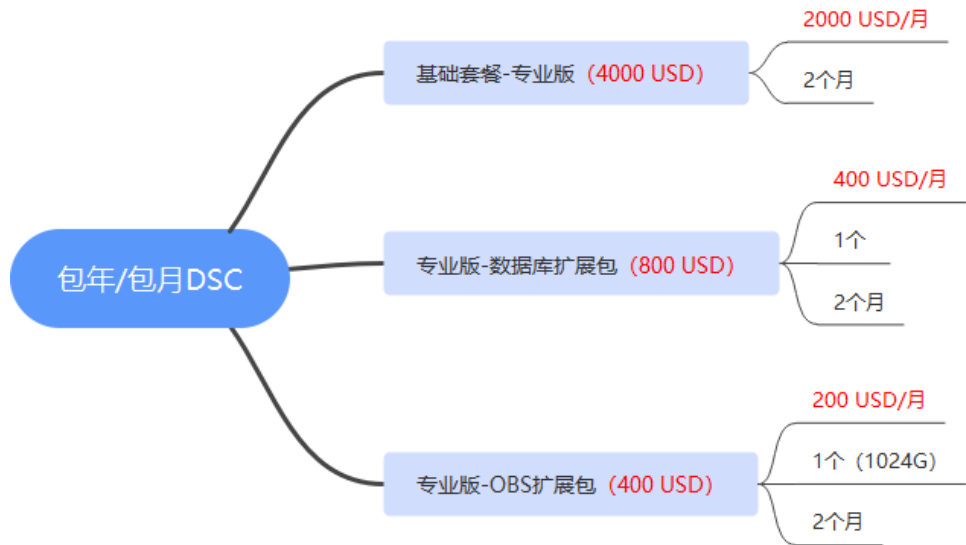 包年/包月DSC
基础套餐-专业版（4000 USD）
2000 USD/月
2个月
专业版-数据库扩展包（800 USD）
400 USD/月
1个
2个月
专业版-OBS扩展包（400 USD）
200 USD/月
1个（1024G）
2个月